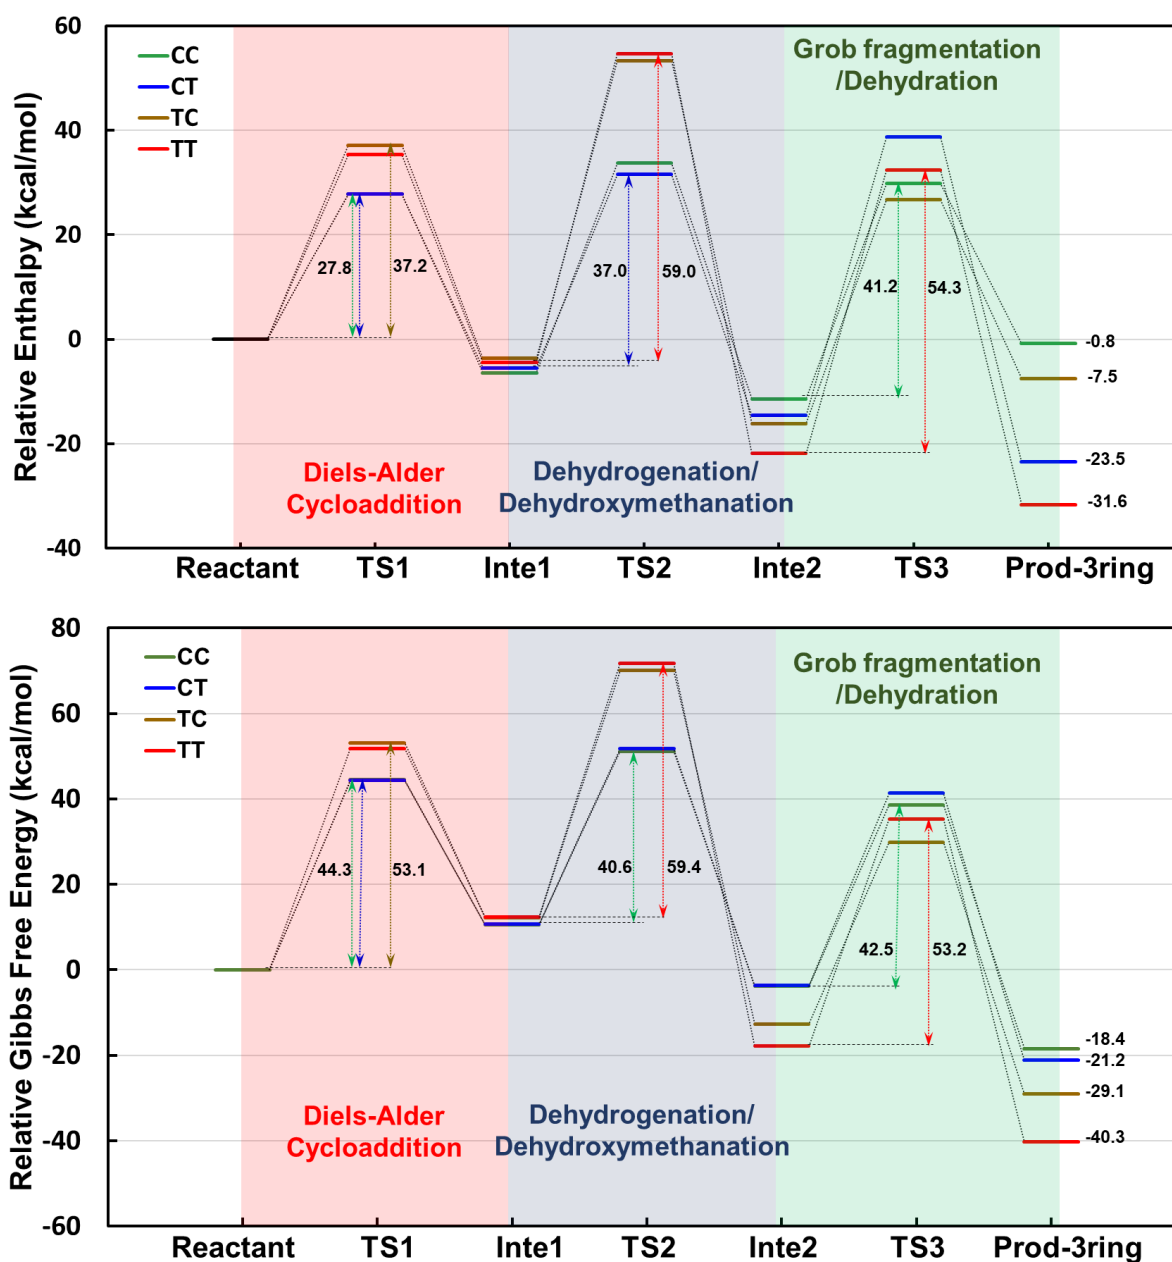 Relative Enthalpy (kcal/mol)
60
40
20
0
-20
-40
CC
CT
TC
TT
Grob fragmentation
/Dehydration
27.8
37.2
37.0
59.0
41.2
54.3
-0.8
-7.5
-23.5
-31.6
Diels-Alder
Cycloaddition
Dehydrogenation/
Dehydroxymethanation
Reactant TS1 Inte1 TS2 Inte2 TS3 Prod-3ring
Relative Gibbs Free Energy (kcal/mol)
80
60
40
20
0
-20
-40
-60
CC
CT
TC
TT
Grob fragmentation
/Dehydration
44.3
53.1
40.6
59.4
42.5
53.2
-18.4
-21.2
-29.1
-40.3
Diels-Alder
Cycloaddition
Dehydrogenation/
Dehydroxymethanation
Reactant TS1 Inte1 TS2 Inte2 TS3 Prod-3ring